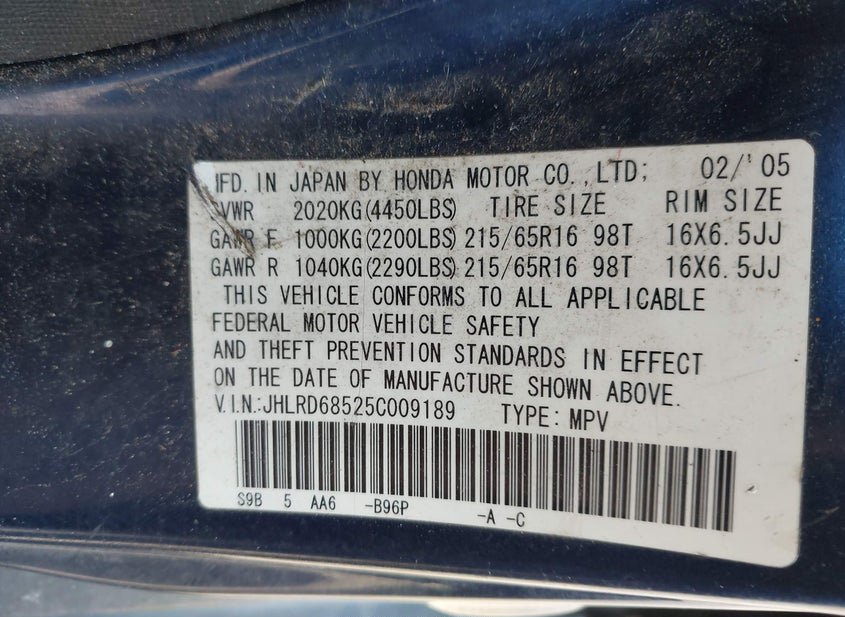 MFD. IN JAPAN BY HONDA MOTOR CO.,LTD; 02/'05
GVWR 2020KG(4450LBS) TIRE SIZE RIM SIZE
GAWR F 1000KG(2200LBS) 215/65R16 98T 16X6.5JJ
GAWR R 1040KG(2290LBS) 215/65R16 98T 16X6.5JJ
THIS VEHICLE CONFORMS TO ALL APPLICABLE
FEDERAL MOTOR VEHICLE SAFETY
AND THEFT PREVENTION STANDARDS IN EFFECT
ON THE DATE OF MANUFACTURE SHOWN ABOVE.
V.I.N.:JHLRD68525C009189 TYPE: MPV
S9B 5 AA6 -B96P -A -C